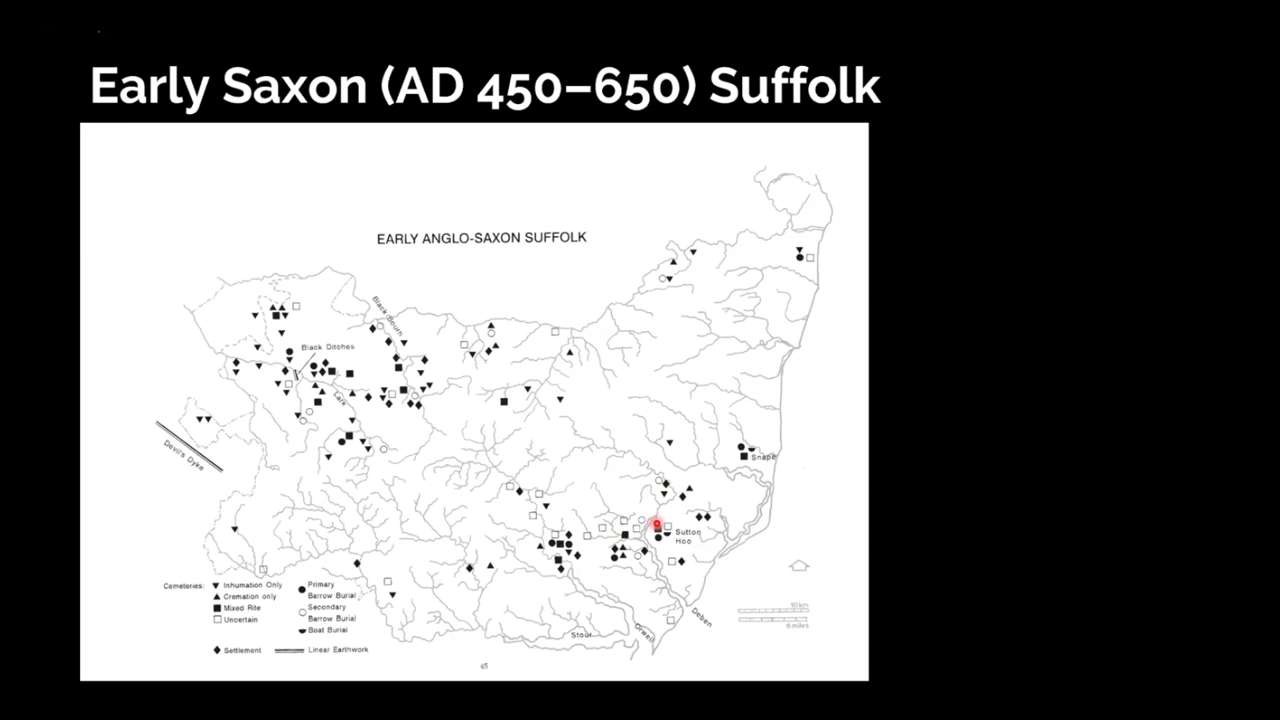 Early Saxon (AD 450–650) Suffolk
EARLY ANGLO-SAXON SUFFOLK
Black Bourn
Black Ditches
Lark
Devil's Dyke
Snape
Sutton
Hoo
Cemeteries:
Inhumation Only
Cremation only
Mixed Rite
Uncertain
Primary
Barrow Burial
Secondary
Barrow Burial
Boat Burial
Settlement
Linear Earthwork
Stour
Orwell
Deben
10 km
6 miles
45